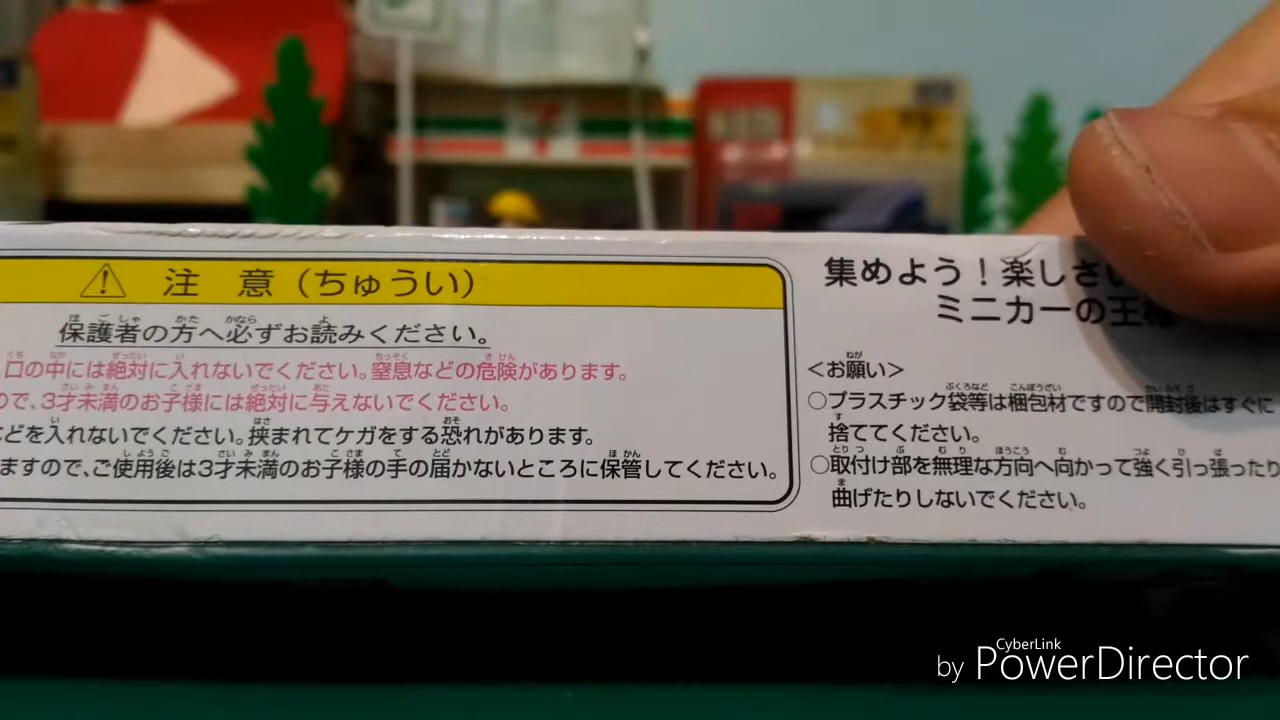 注 意（ちゅうい）
保護者の方へ必ずお読みください。
口の中には絶対に入れないでください。窒息などの危険があります。
ので、3才未満のお子様には絶対に与えないでください。
などを入れないでください。挟まれてケガをする恐れがあります。
ますので、ご使用後は3才未満のお子様の手の届かないところに保管してください。
集めよう！楽しさい
ミニカーの王様
<お願い>
○プラスチック袋等は梱包材ですので開封後はすぐに
捨ててください。
○取付け部を無理な方向へ向かって強く引っ張ったり
曲げたりしないでください。
CyberLink
by PowerDirector